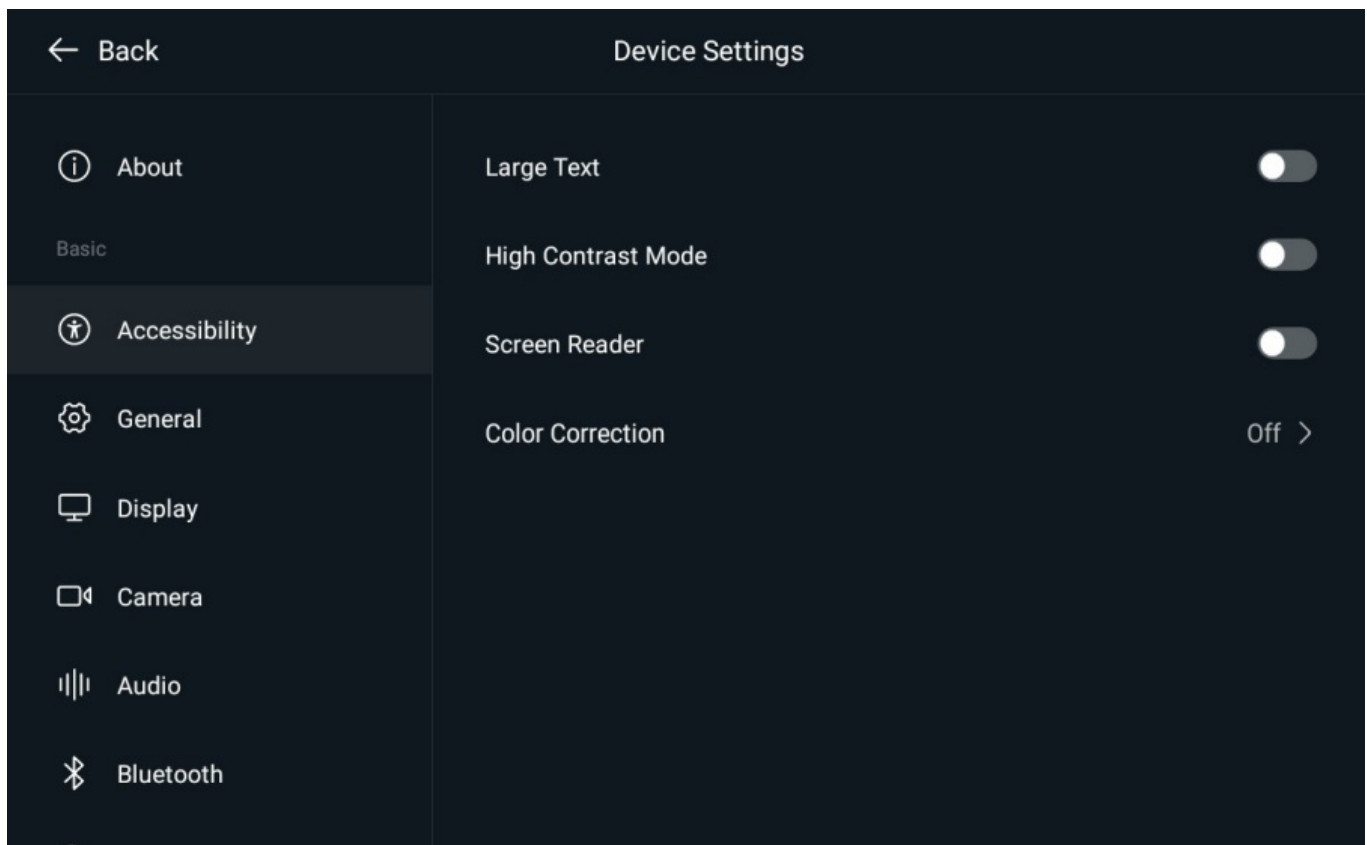 Back
Device Settings
About
Basic
Accessibility
General
Display
Camera
Audio
Bluetooth
Large Text
High Contrast Mode
Screen Reader
Color Correction
Off